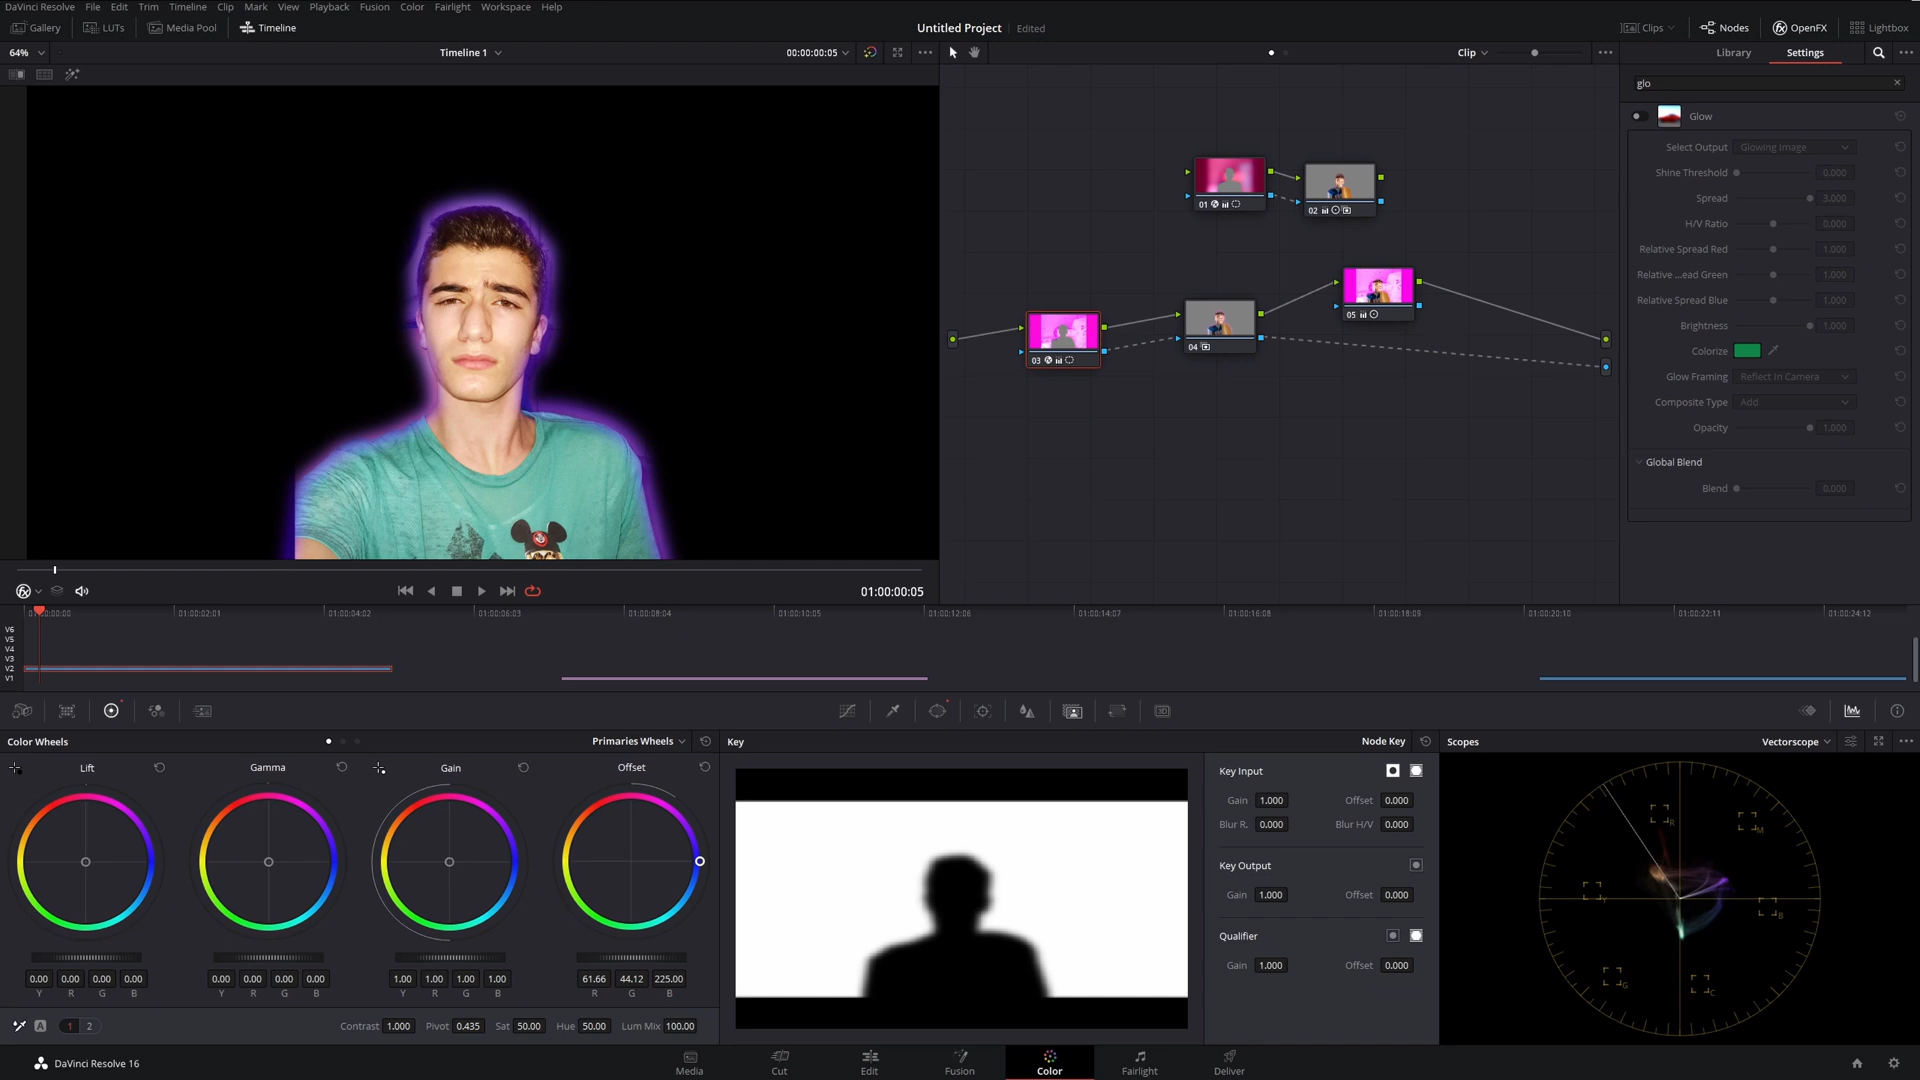 DaVinci Resolve File Edit Trim Timeline Clip Mark View Playback Fusion Color Fairlight Workspace Help
Gallery LUTs Media Pool Timeline Untitled Project Edited Clips Nodes OpenFX Lightbox
64% Timeline 1 00:00:00:05 Clip Library Settings
glo
Glow
Select Output Glowing Image
Shine Threshold 0.000
Spread 3.000
H/V Ratio 0.000
Relative Spread Red 1.000
Relative ...ead Green 1.000
Relative Spread Blue 1.000
Brightness 1.000
Colorize
Glow Framing Reflect In Camera
Composite Type Add
Opacity 1.000
Global Blend
Blend 0.000
01
02
05
03
04
fx 01:00:00:05
01:00:00:00 01:00:02:01 01:00:04:02 01:00:06:03 01:00:08:04 01:00:10:05 01:00:12:06 01:00:14:07 01:00:16:08 01:00:18:09 01:00:20:10 01:00:22:11 01:00:24:12
V6
V5
V4
V3
V2
V1
3D
Color Wheels Primaries Wheels Key Node Key Scopes Vectorscope
Lift Gamma Gain Offset
0.00 0.00 0.00 0.00 0.00 0.00 0.00 0.00 1.00 1.00 1.00 1.00 61.66 44.12 225.00
Y R G B Y R G B Y R G B R G B
A 1 2 Contrast 1.000 Pivot 0.435 Sat 50.00 Hue 50.00 Lum Mix 100.00
Key Input
Gain 1.000 Offset 0.000
Blur R. 0.000 Blur H/V 0.000
Key Output
Gain 1.000 Offset 0.000
Qualifier
Gain 1.000 Offset 0.000
R M
Y B
G C
DaVinci Resolve 16 Media Cut Edit Fusion Color Fairlight Deliver